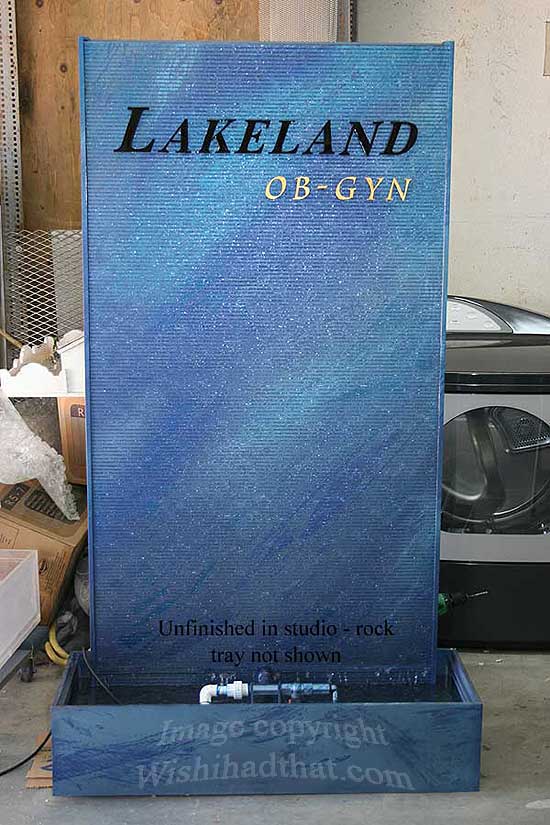 LAKELAND
OB-GYN
Unfinished in studio - rock
tray not shown
Image copyright
Wishihadthat.com